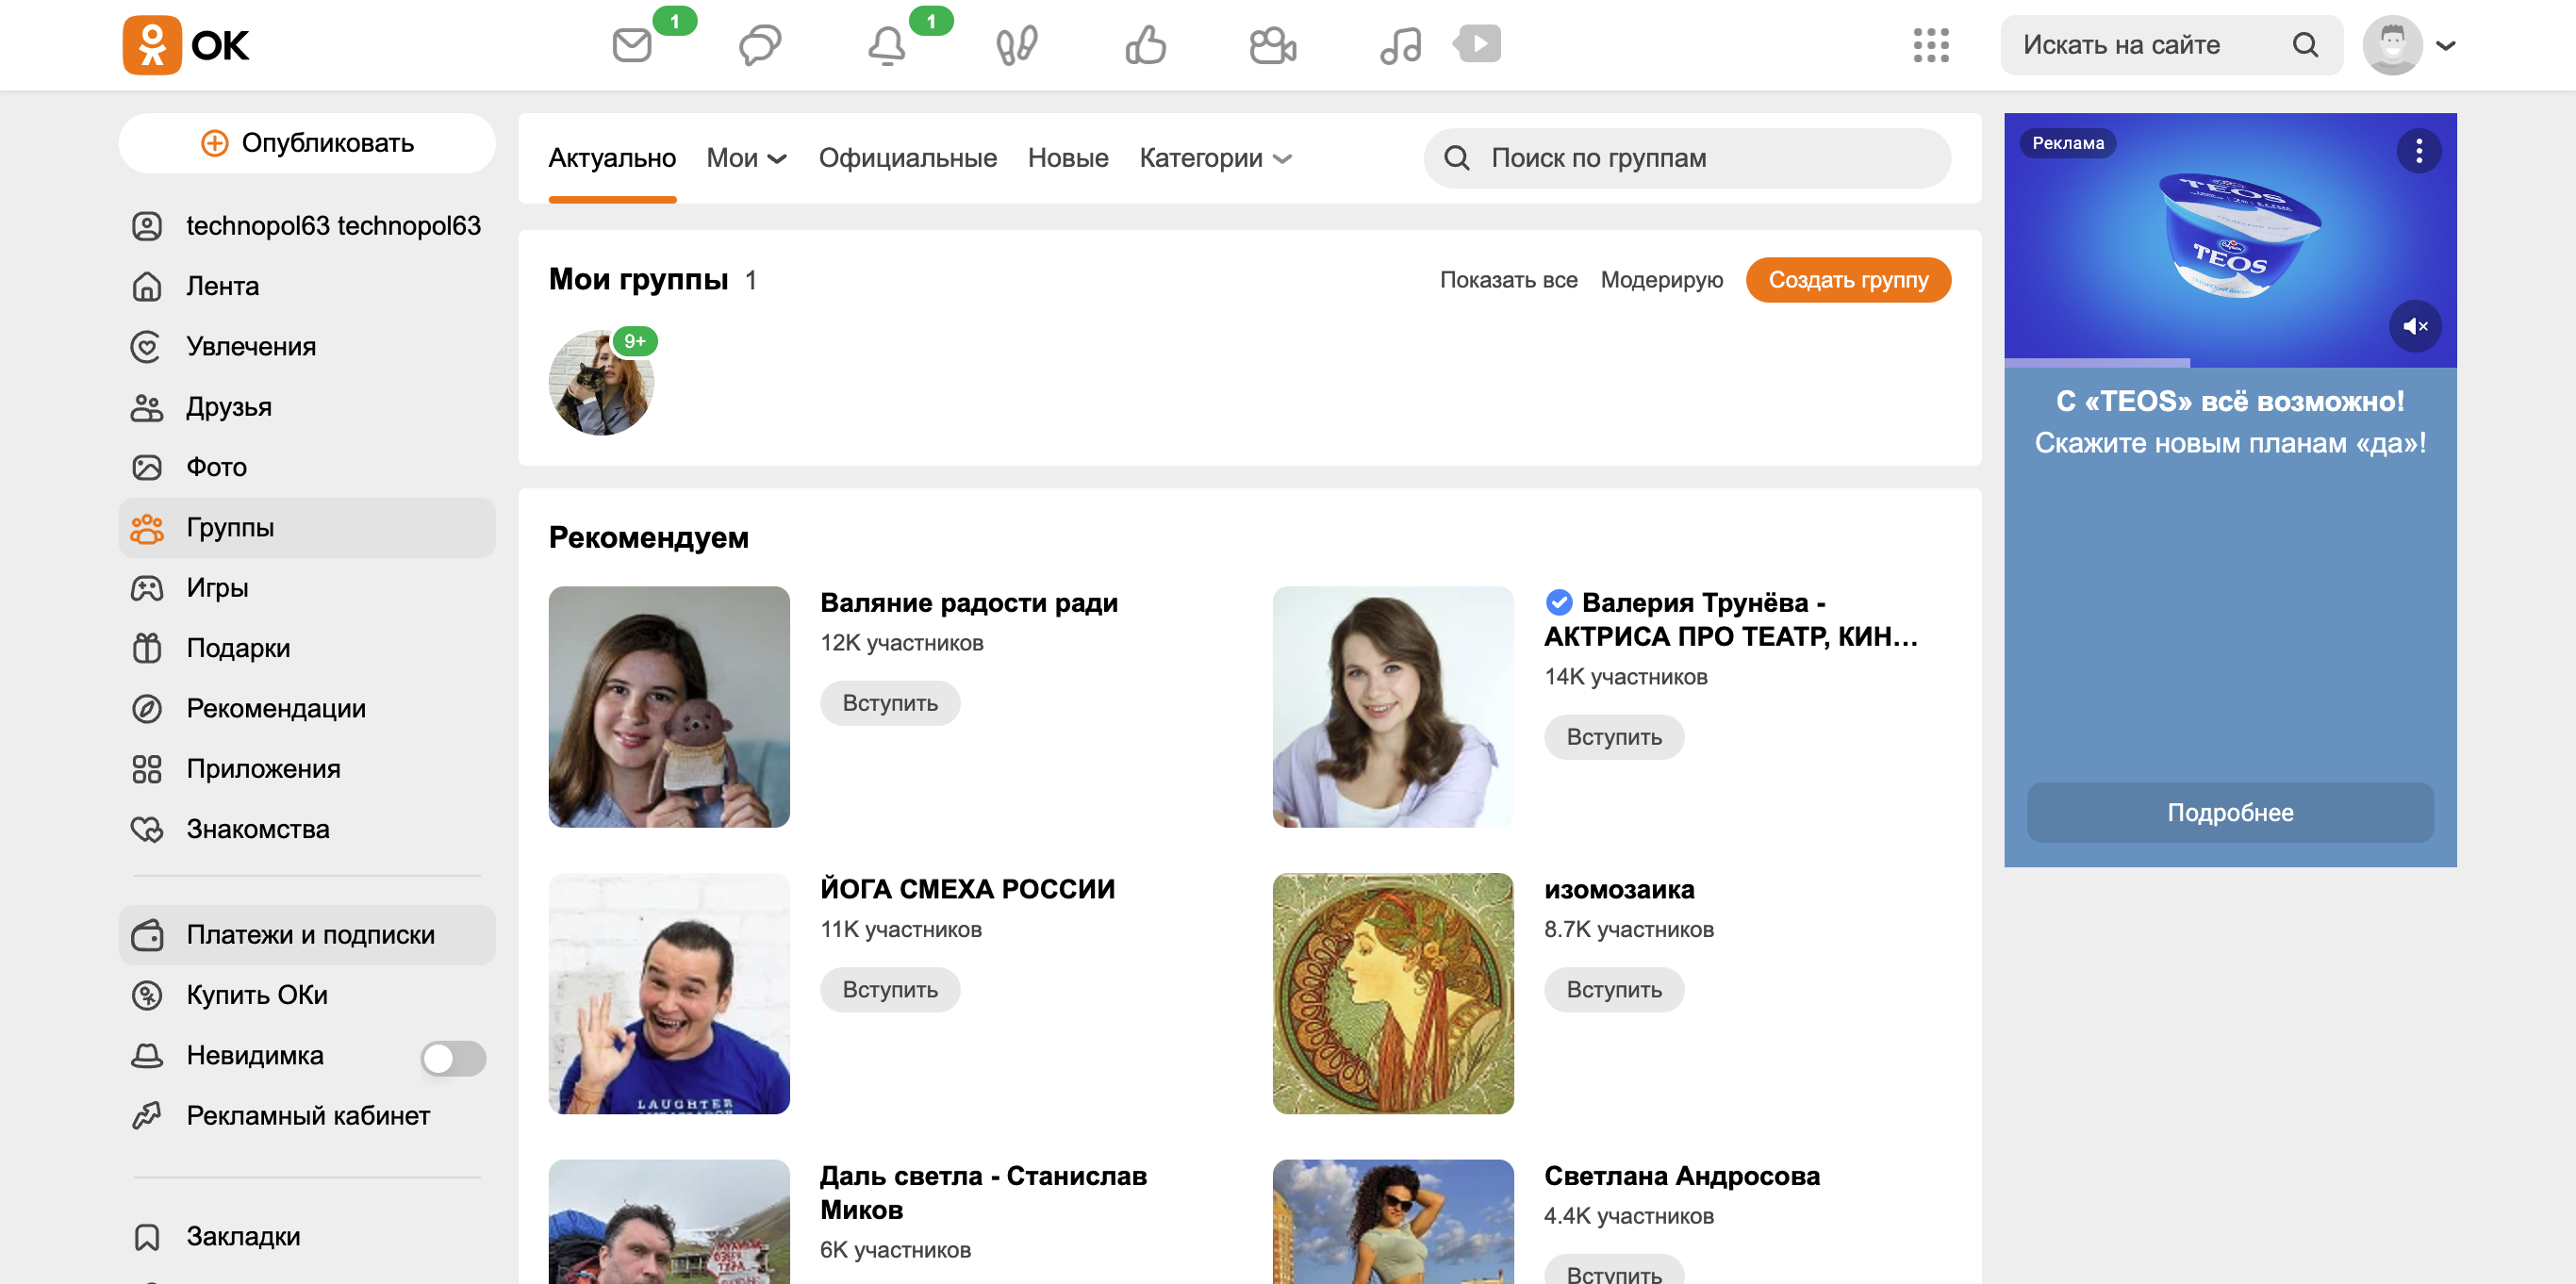 ОК
1
1
Искать на сайте
Опубликовать
technopol63 technopol63
Лента
Увлечения
Друзья
Фото
Группы
Игры
Подарки
Рекомендации
Приложения
Знакомства
Платежи и подписки
Купить ОКи
Невидимка
Рекламный кабинет
Закладки
Актуально Мои Официальные Новые Категории
Поиск по группам
Мои группы 1
Показать все Модерирую Создать группу
9+
Рекомендуем
Валяние радости ради
12K участников
Вступить
Валерия Трунёва -
АКТРИСА ПРО ТЕАТР, КИН...
14K участников
Вступить
ЙОГА СМЕХА РОССИИ
11K участников
Вступить
LAUGHTER
изомозаика
8.7K участников
Вступить
Даль светла - Станислав
Миков
6K участников
Светлана Андросова
4.4K участников
Вступить
Реклама
TEOS
TEOS
С «TEOS» всё возможно!
Скажите новым планам «да»!
Подробнее